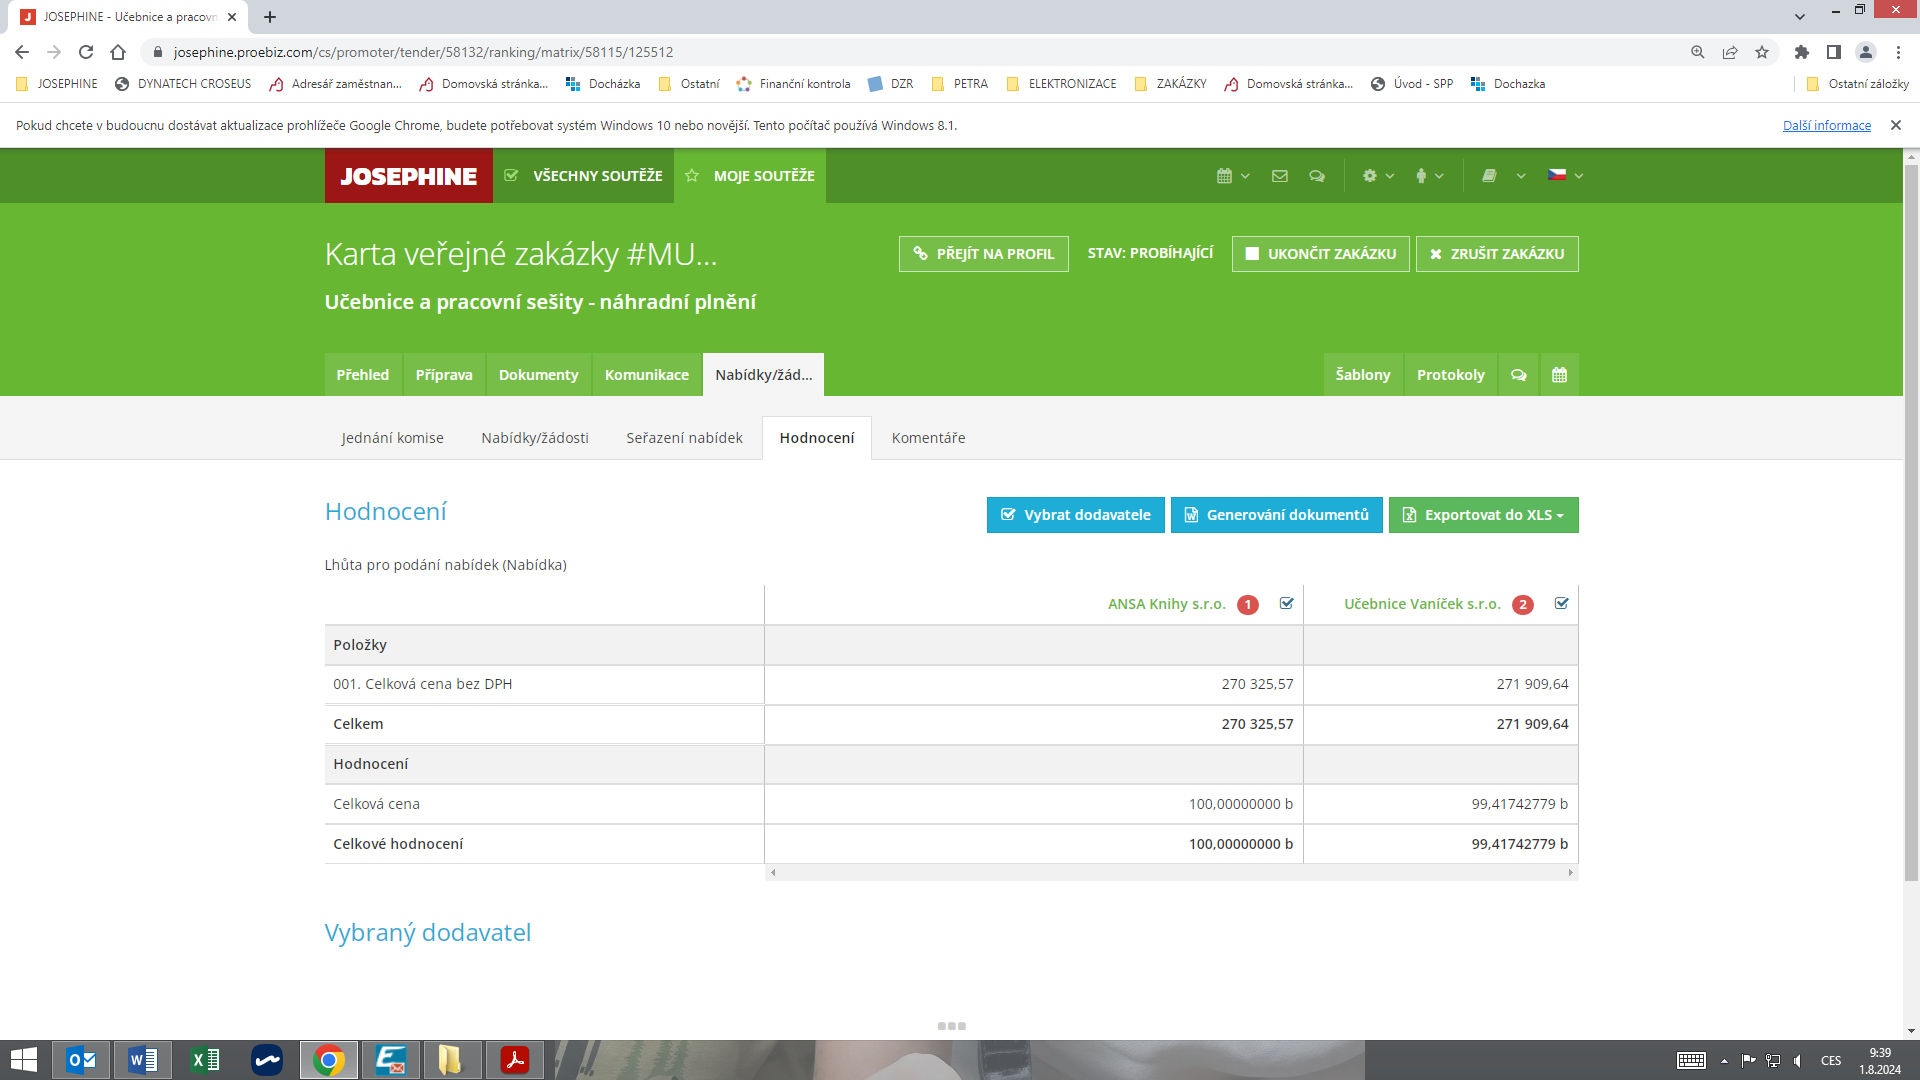 JOSEPHINE - Učebnice a pracovn
josephine.proebiz.com/cs/promoter/tender/58132/ranking/matrix/58115/125512
JOSEPHINE DYNATECH CROSEUS Adresář zaměstnan... Domovská stránka... Docházka Ostatní Finanční kontrola DZR PETRA ELEKTRONIZACE ZAKÁZKY Domovská stránka... Úvod - SPP Dochazka Ostatní záložky
Pokud chcete v budoucnu dostávat aktualizace prohlížeče Google Chrome, budete potřebovat systém Windows 10 nebo novější. Tento počítač používá Windows 8.1. Další informace
JOSEPHINE VŠECHNY SOUTĚŽE MOJE SOUTĚŽE
Karta veřejné zakázky #MU... PŘEJÍT NA PROFIL STAV: PROBÍHAJÍCÍ UKONČIT ZAKÁZKU ZRUŠIT ZAKÁZKU
Učebnice a pracovní sešity - náhradní plnění
Přehled Příprava Dokumenty Komunikace Nabídky/žád... Šablony Protokoly
Jednání komise Nabídky/žádosti Seřazení nabídek Hodnocení Komentáře
Hodnocení Vybrat dodavatele Generování dokumentů Exportovat do XLS
Lhůta pro podání nabídek (Nabídka)
ANSA Knihy s.r.o. 1 Učebnice Vaníček s.r.o. 2
Položky
001. Celková cena bez DPH 270 325,57 271 909,64
Celkem 270 325,57 271 909,64
Hodnocení
Celková cena 100,00000000 b 99,41742779 b
Celkové hodnocení 100,00000000 b 99,41742779 b
Vybraný dodavatel
CES 9:39
1.8.2024